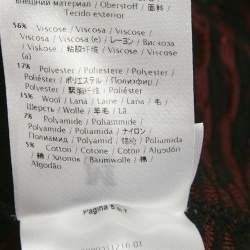 внешний материал / Oberstoff / 面料 /
Tecido exterior
56% Viscose / Viscosa / Viscose /
Viscosa / Viscosa (e) / レーヨン / Вискоза
/ Viskose / 粘胶纤维 / Viscose
(a)
17% Polyester / Poliestere / Polyester /
Poliéster / ポリエステル / Полиэфир /
Polyester / 聚酯纤维 / Poliéster
15% Wool / Lana / Laine / Lana / 毛 /
Шерсть / Wolle / 羊毛 / Lã
7% Polyamide / Poliammide / Polyamide
/ Poliamida / ナイロン /
Полиамид / Polyamid / 锦纶 / Poliamida
5% Cotton / Cotone / Coton / Algodón
/ 綿 / Хлопок / Baumwolle / 棉 /
Algodão
Pagina 5